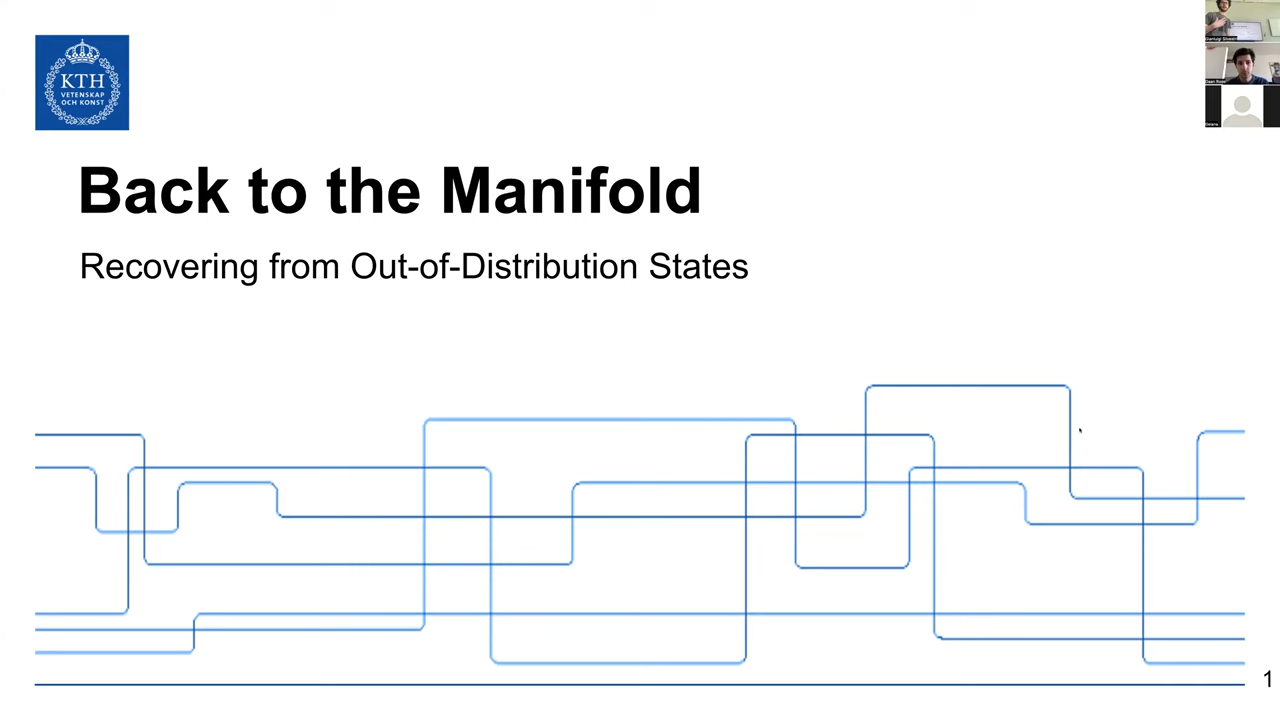 KTH
VETENSKAP
OCH KONST
Back to the Manifold
Recovering from Out-of-Distribution States
1